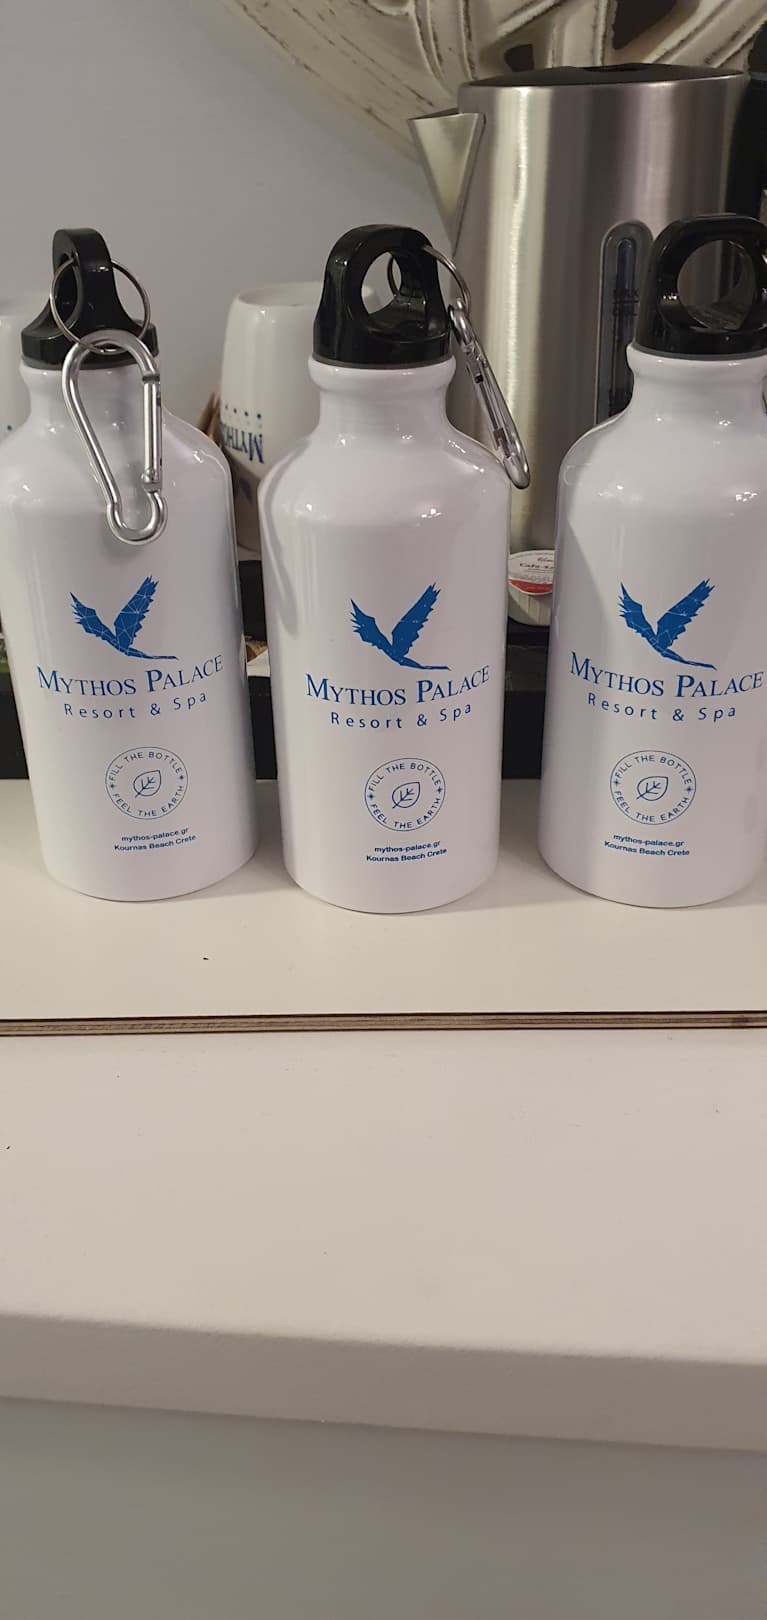 MYTHOS
MYTHOS PALACE
Resort & Spa
FILL THE BOTTLE
FEEL THE EARTH
mythos-palace.gr
Kournas Beach Crete
MYTHOS PALACE
Resort & Spa
FILL THE BOTTLE
FEEL THE EARTH
mythos-palace.gr
Kournas Beach Crete
MYTHOS PALACE
Resort & Spa
FILL THE BOTTLE
FEEL THE EARTH
mythos-palace.gr
Kournas Beach Crete